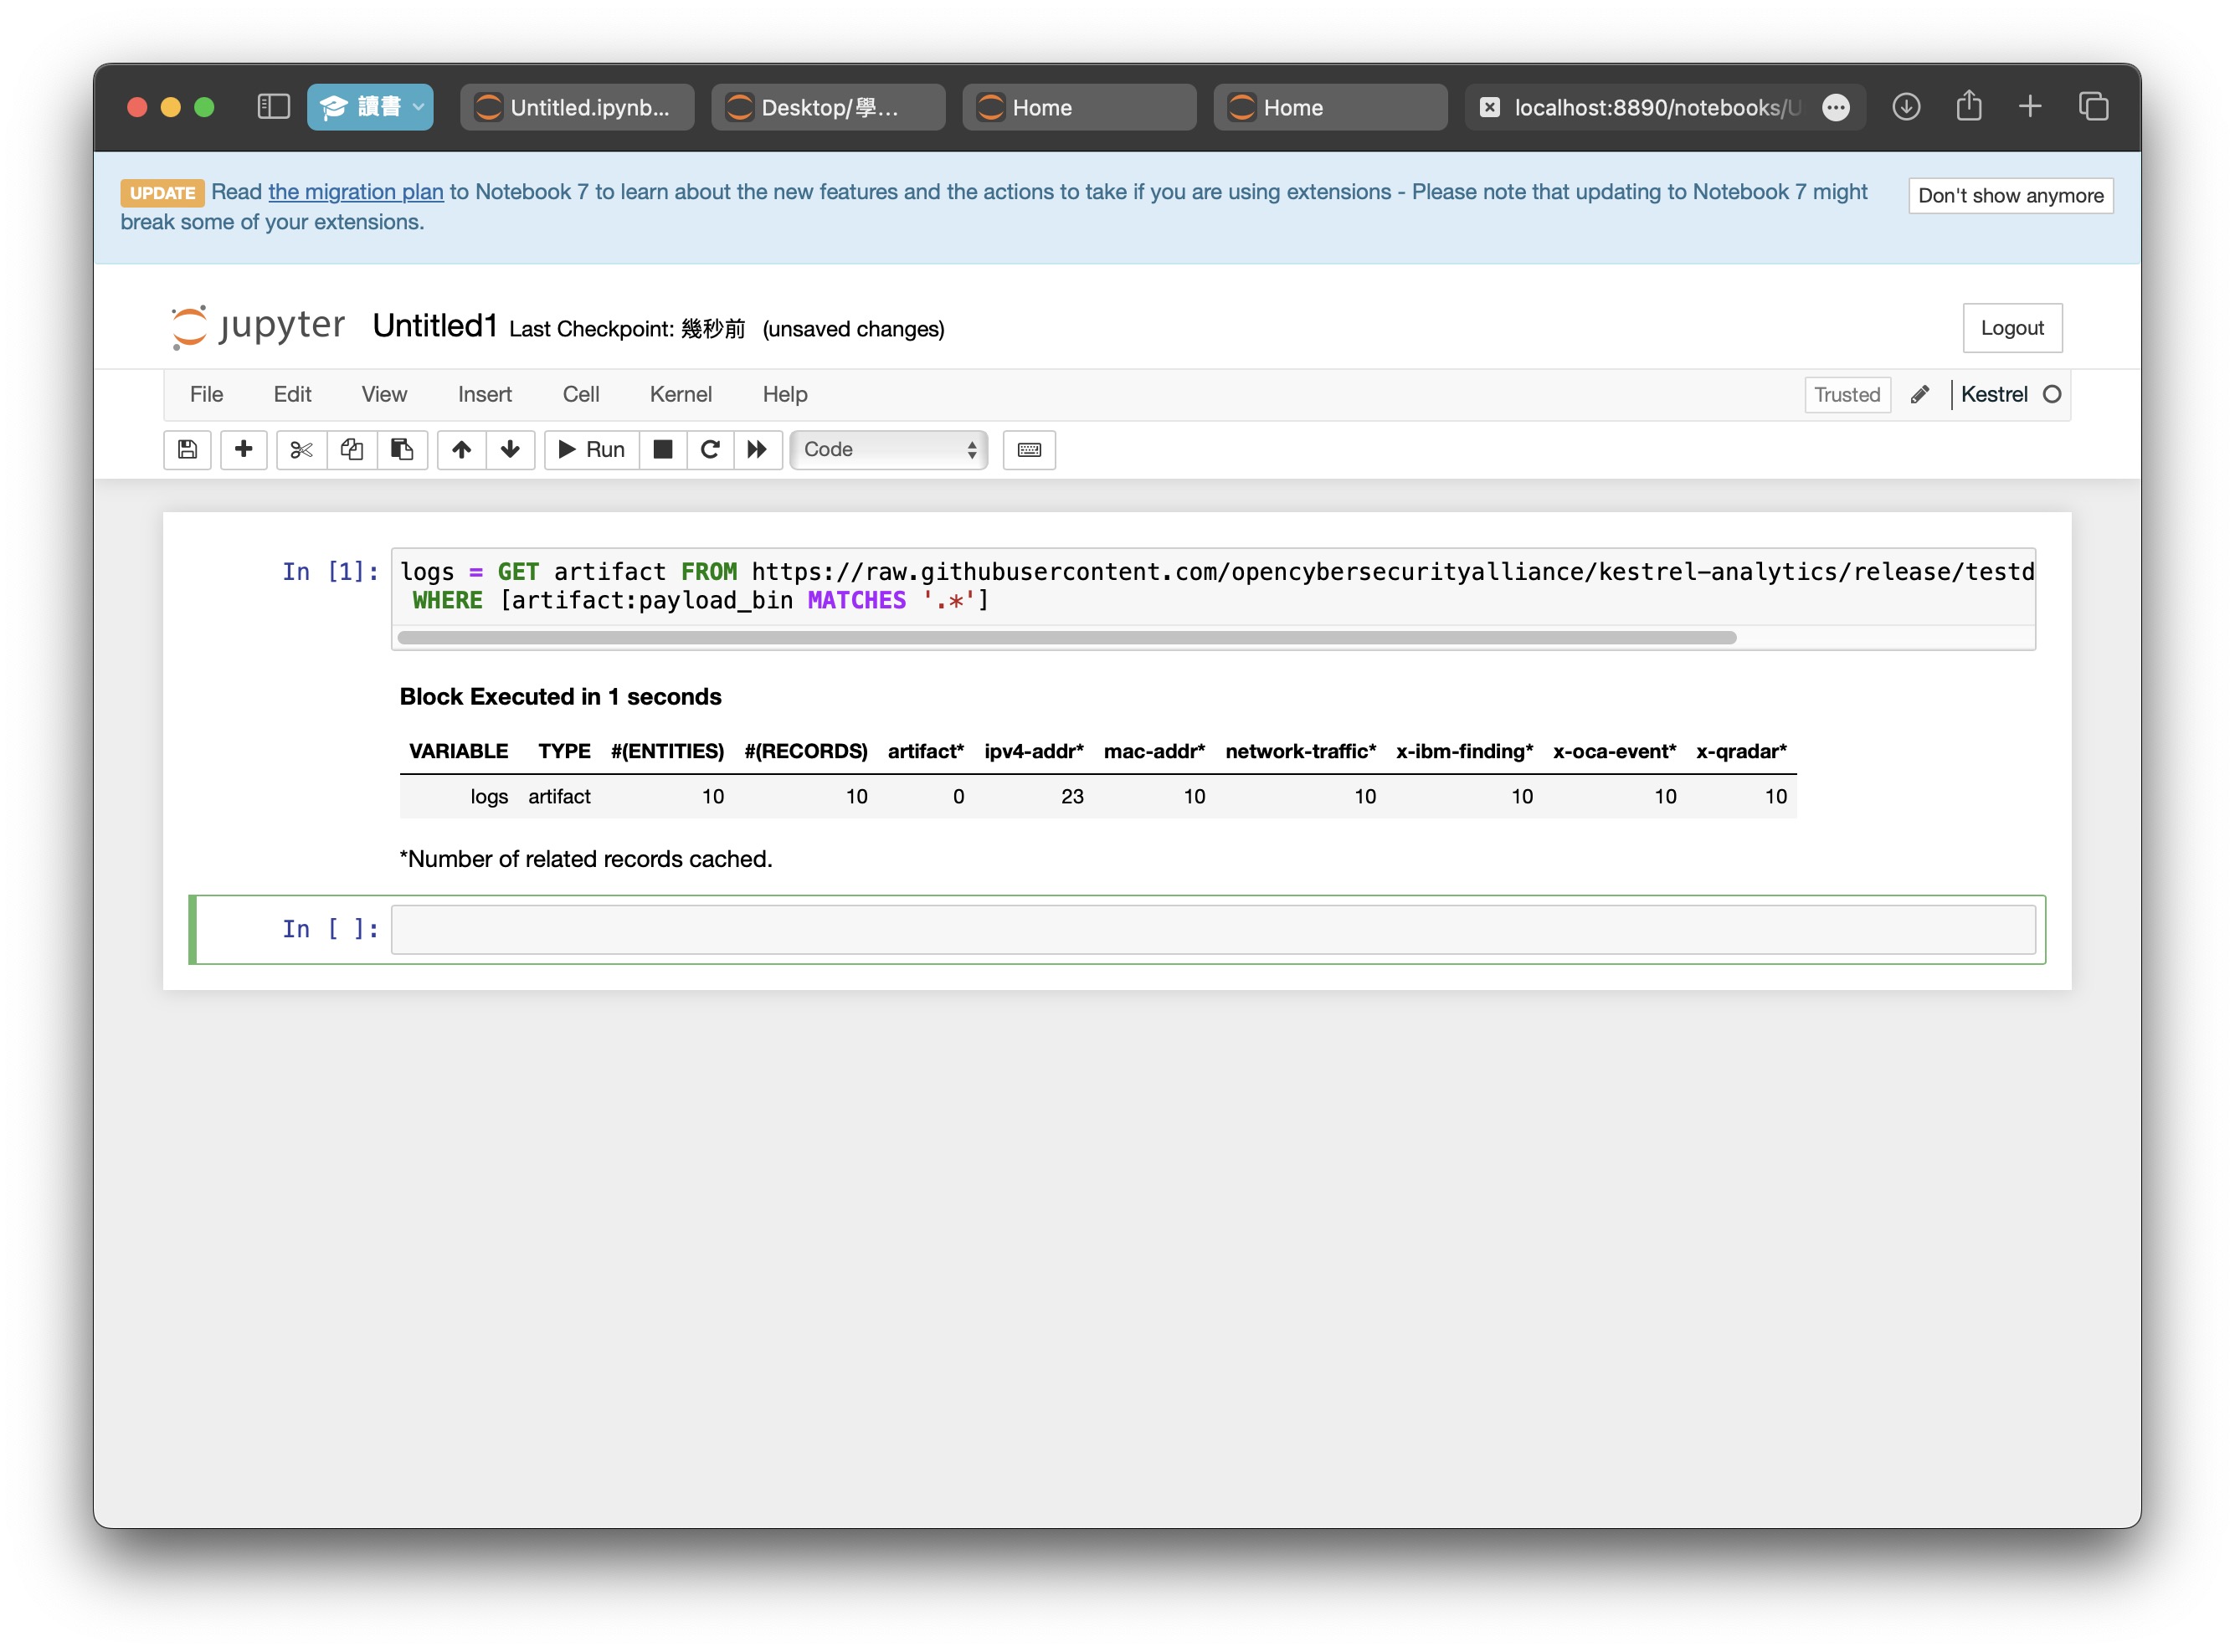 讀書
Untitled.ipynb...
Desktop/學...
Home
Home
localhost:8890/notebooks/U
UPDATE Read the migration plan to Notebook 7 to learn about the new features and the actions to take if you are using extensions - Please note that updating to Notebook 7 might
break some of your extensions.
Don't show anymore
jupyter Untitled1 Last Checkpoint: 幾秒前 (unsaved changes)
Logout
File Edit View Insert Cell Kernel Help
Trusted Kestrel
Run Code
In [1]: logs = GET artifact FROM https://raw.githubusercontent.com/opencybersecurityalliance/kestrel-analytics/release/testd
WHERE [artifact:payload_bin MATCHES '.*']
Block Executed in 1 seconds
VARIABLE TYPE #(ENTITIES) #(RECORDS) artifact* ipv4-addr* mac-addr* network-traffic* x-ibm-finding* x-oca-event* x-qradar*
logs artifact 10 10 0 23 10 10 10 10 10
*Number of related records cached.
In [ ]: